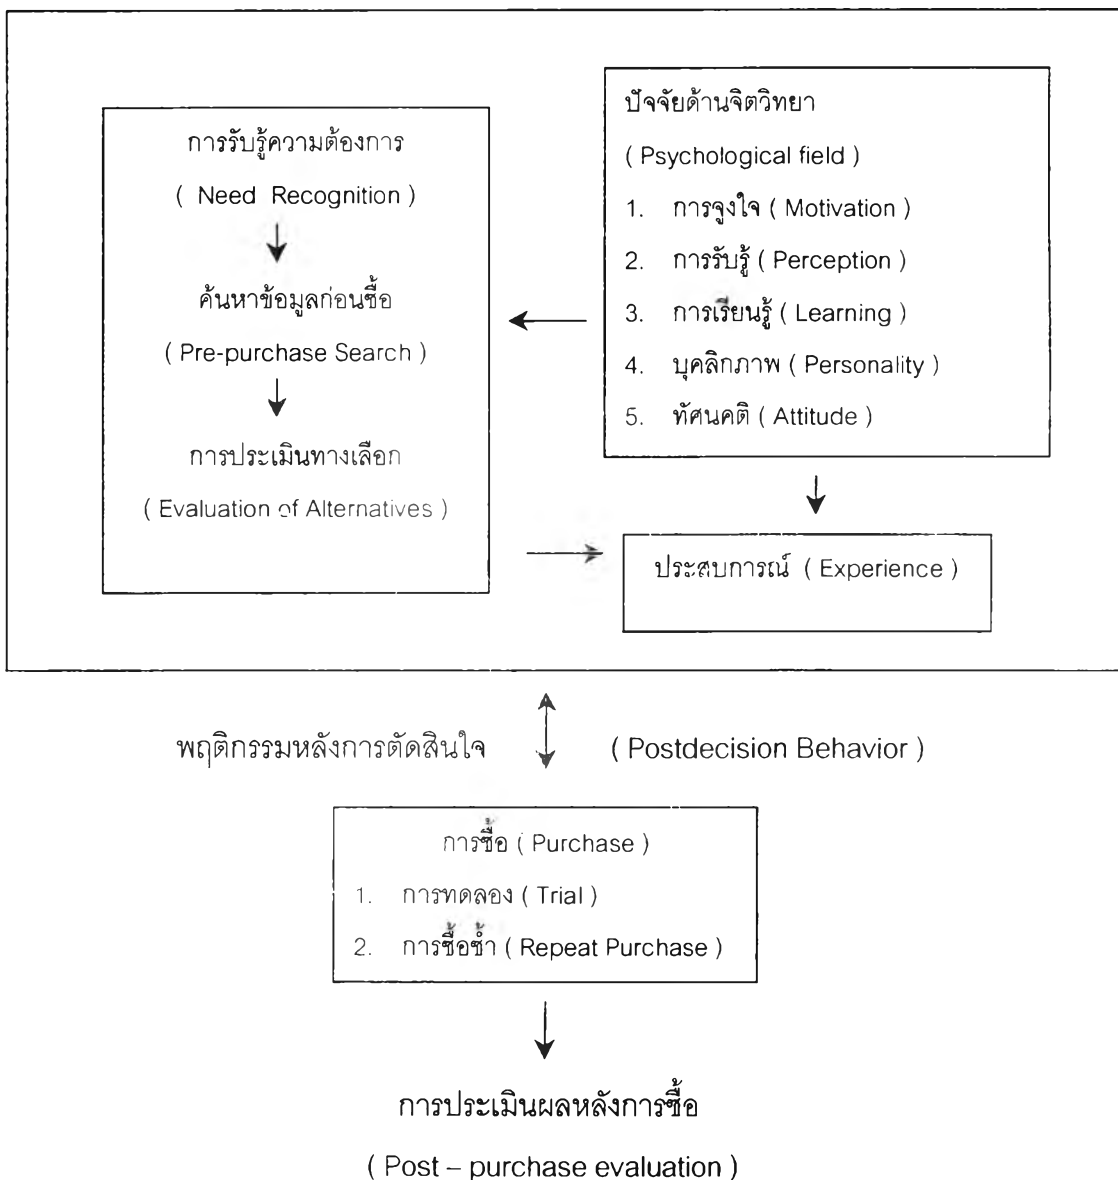 การรับรู้ความต้องการ
( Need Recognition )
ค้นหาข้อมูลก่อนซื้อ
( Pre-purchase Search )
การประเมินทางเลือก
( Evaluation of Alternatives )
ปัจจัยด้านจิตวิทยา
( Psychological field )
1. การจูงใจ ( Motivation )
2. การรับรู้ ( Perception )
3. การเรียนรู้ ( Learning )
4. บุคลิกภาพ ( Personality )
5. ทัศนคติ ( Attitude )
ประสบการณ์ ( Experience )
พฤติกรรมหลังการตัดสินใจ ( Postdecision Behavior )
การซื้อ ( Purchase )
1. การทดลอง ( Trial )
2. การซื้อซ้ำ ( Repeat Purchase )
การประเมินผลหลังการซื้อ
( Post – purchase evaluation )